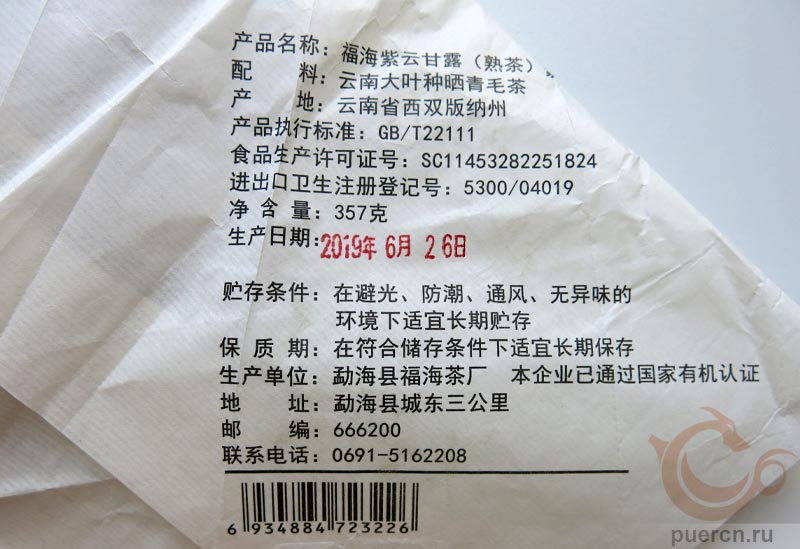 产品名称：福海紫云甘露（熟茶）
配 料：云南大叶种晒青毛茶
产 地：云南省西双版纳州
产品执行标准：GB/T22111
食品生产许可证号：SC11453282251824
进出口卫生注册登记号：5300/04019
净 含 量：357克
生产日期：2019年 6月 26日
贮存条件：在避光、防潮、通风、无异味的
环境下适宜长期贮存
保 质 期：在符合储存条件下适宜长期保存
生产单位：勐海县福海茶厂 本企业已通过国家有机认证
地 址：勐海县城东三公里
邮 编：666200
联系电话：0691-5162208
6 934884 723226
puercn.ru